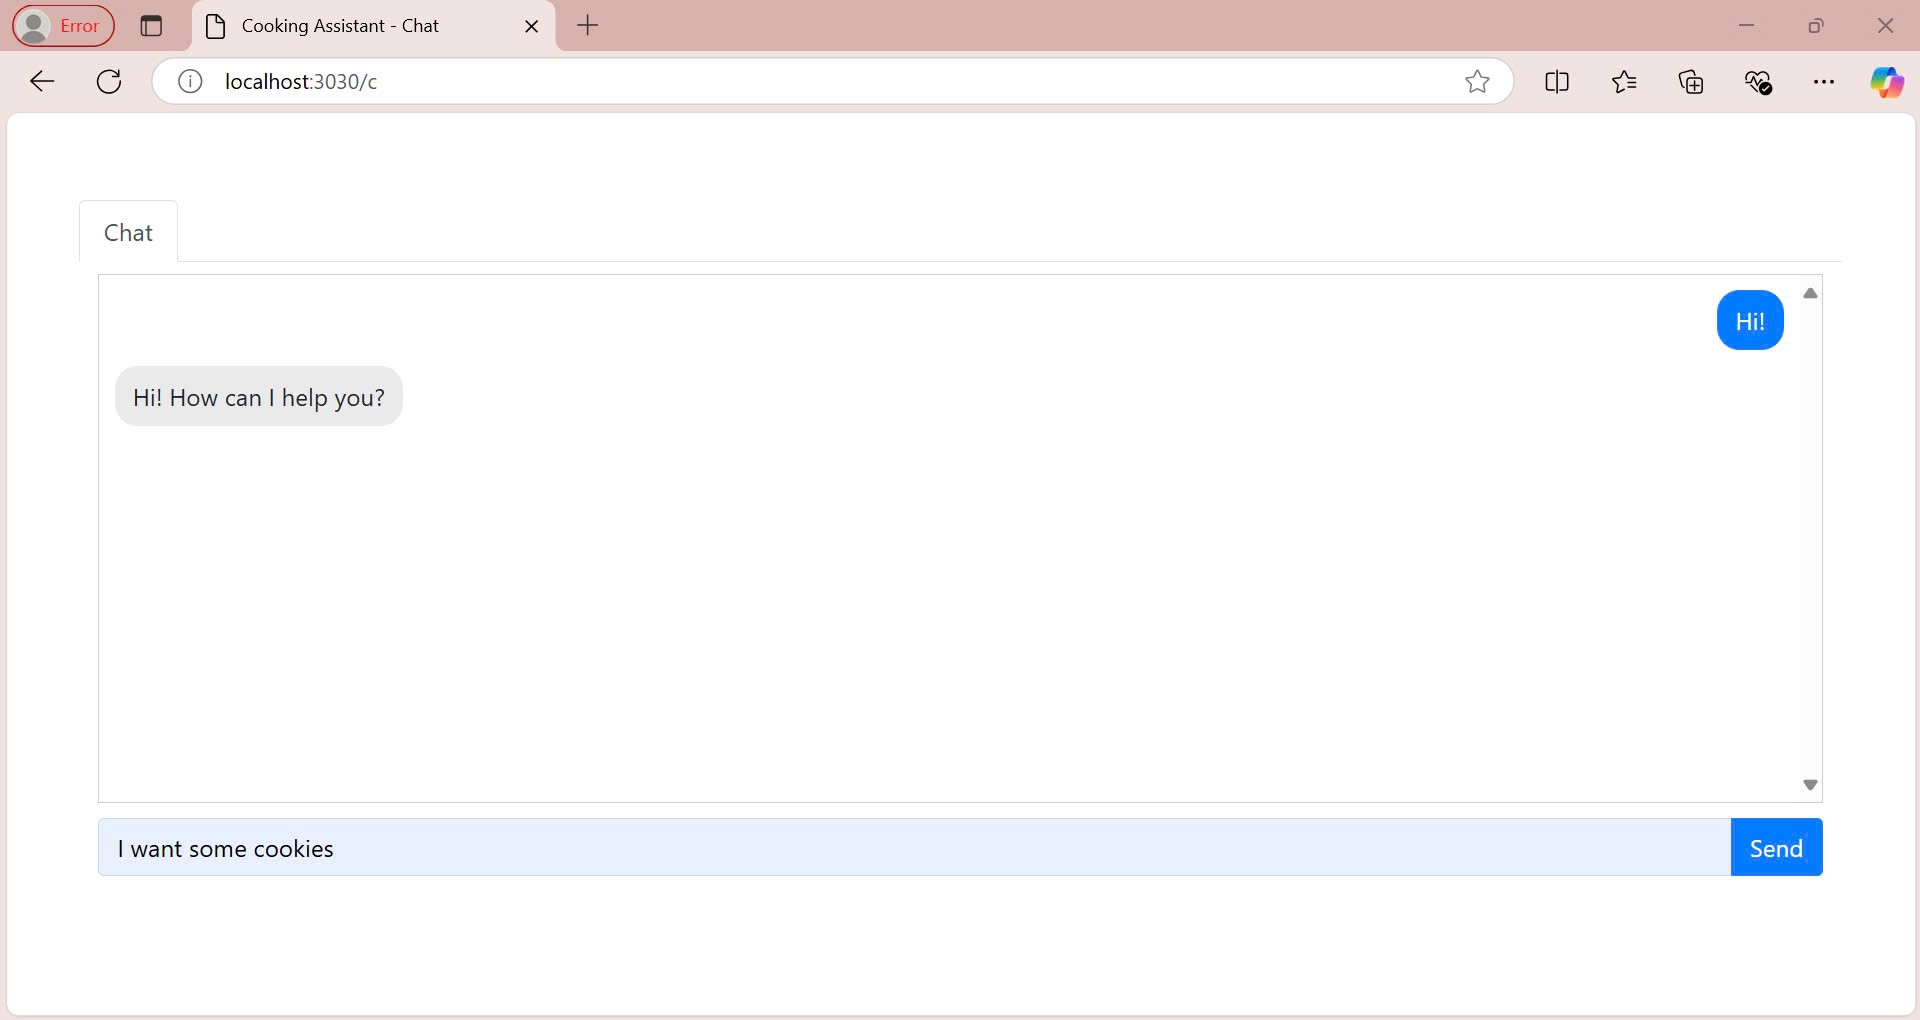 Error
Cooking Assistant - Chat
localhost:3030/c
Chat
Hi!
Hi! How can I help you?
I want some cookies
Send